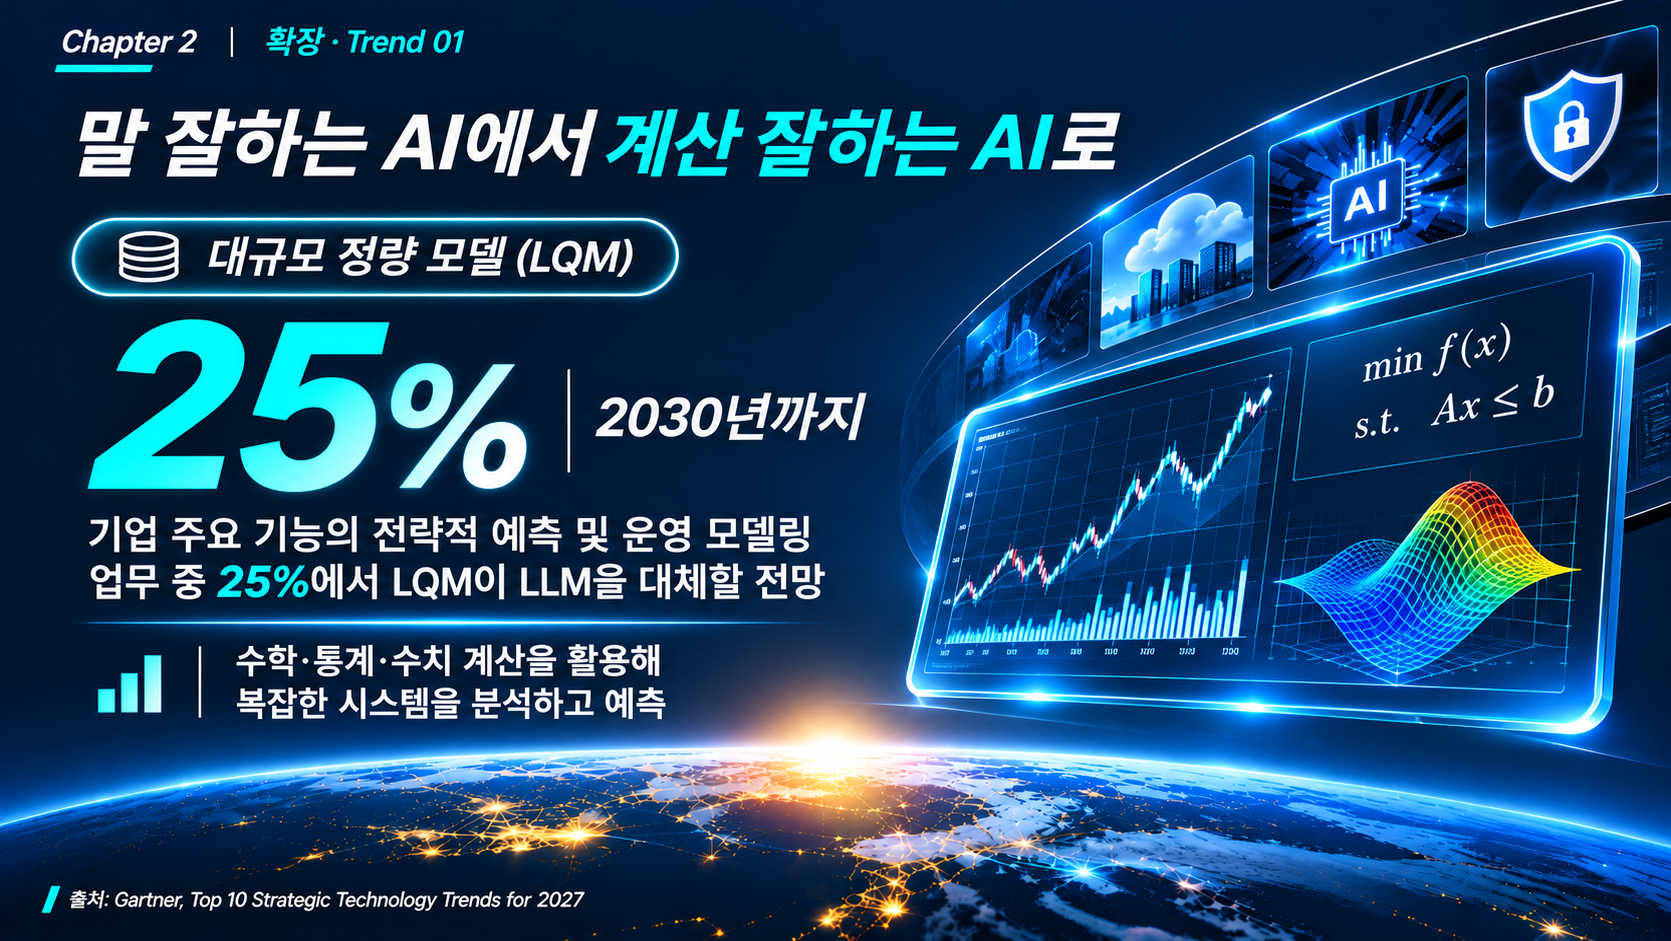 Chapter 2 | 확장 · Trend 01
말 잘하는 AI에서 계산 잘하는 AI로
대규모 정량 모델 (LQM)
25% | 2030년까지
기업 주요 기능의 전략적 예측 및 운영 모델링
업무 중 25%에서 LQM이 LLM을 대체할 전망
수학·통계·수치 계산을 활용해
복잡한 시스템을 분석하고 예측
AI
min f(x)
s.t. Ax ≤ b
출처: Gartner, Top 10 Strategic Technology Trends for 2027